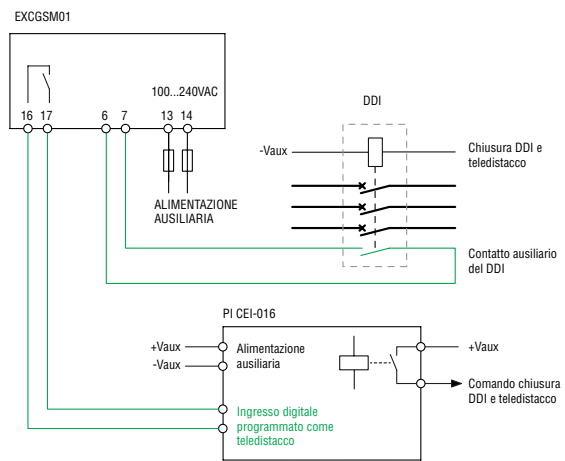 EXCGSM01
100...240VAC
16 17 6 7 13 14
ALIMENTAZIONE
AUSILIARIA
DDI
-Vaux
Chiusura DDI e
teledistacco
Contatto ausiliario
del DDI
PI CEI-016
+Vaux
-Vaux
Alimentazione
ausiliaria
Ingresso digitale
programmato come
teledistacco
+Vaux
Comando chiusura
DDI e teledistacco